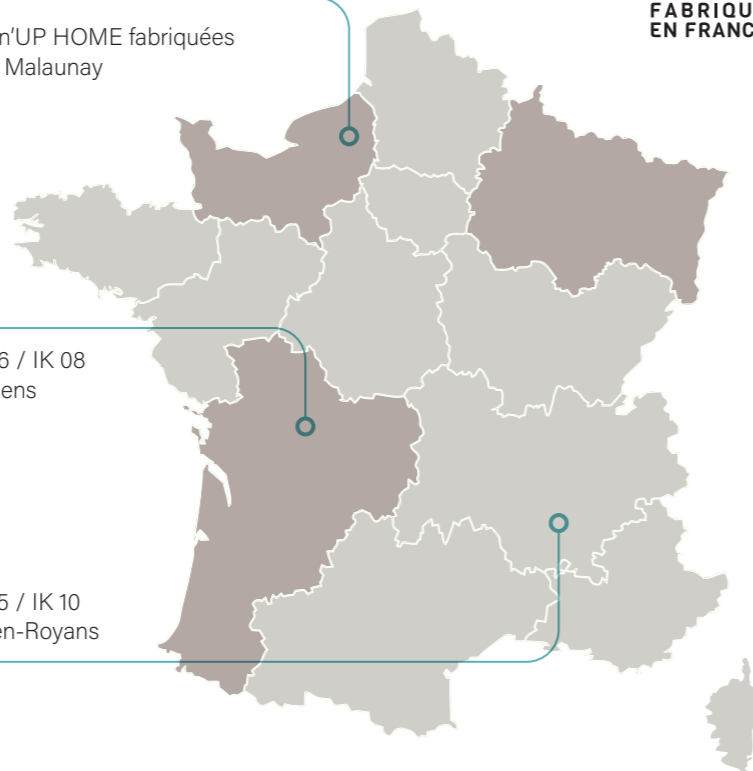 FABRIQU
EN FRANC
n'UP HOME fabriquées
Malaunay
6 / IK 08
ens
5 / IK 10
en-Royans